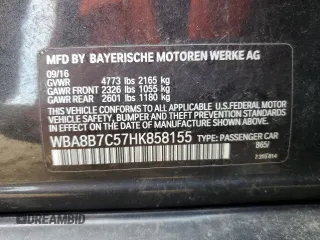 MFD BY BAYERISCHE MOTOREN WERKE AG
09/16
GVWR 4773 lbs 2165 kg
GAWR FRONT 2326 lbs 1055 kg
GAWR REAR 2601 lbs 1180 kg
THIS VEHICLE CONFORMS TO ALL APPLICABLE U.S.FEDERAL MOTOR
VEHICLE SAFETY, BUMPER, AND THEFT PREVENTION STANDARDS
IN EFFECT ON THE DATE OF MANUFACTURE SHOWN ABOVE.
WBA8B7C57HK858155 TYPE: PASSENGER CAR
865/
AUTOBIDMASTER